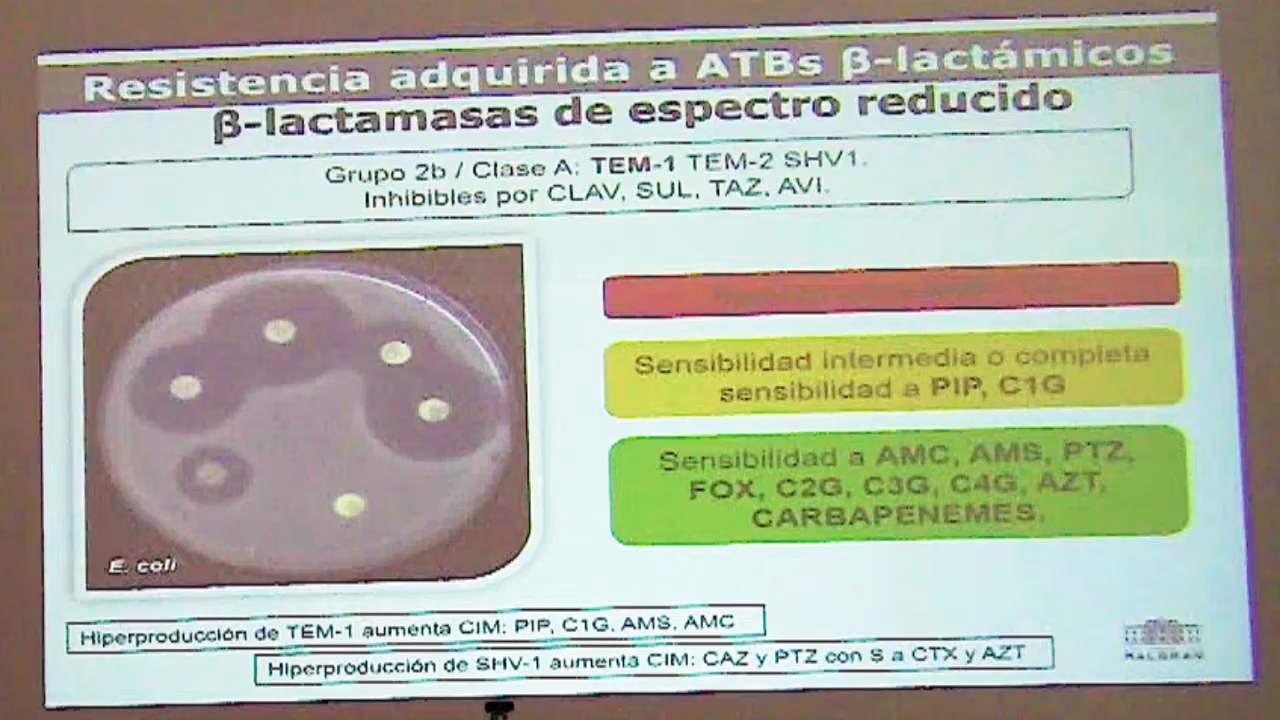 Resistencia adquirida a ATBs β-lactámicos
β-lactamasas de espectro reducido
Grupo 2b / Clase A: TEM-1 TEM-2 SHV1.
Inhibibles por CLAV, SUL, TAZ, AVI.
Sensibilidad intermedia o completa
sensibilidad a PIP, C1G
Sensibilidad a AMC, AMS, PTZ,
FOX, C2G, C3G, C4G, AZT,
CARBAPENEMES.
E. coli
Hiperproducción de TEM-1 aumenta CIM: PIP, C1G, AMS, AMC
Hiperproducción de SHV-1 aumenta CIM: CAZ y PTZ con S a CTX y AZT
MALBRAN